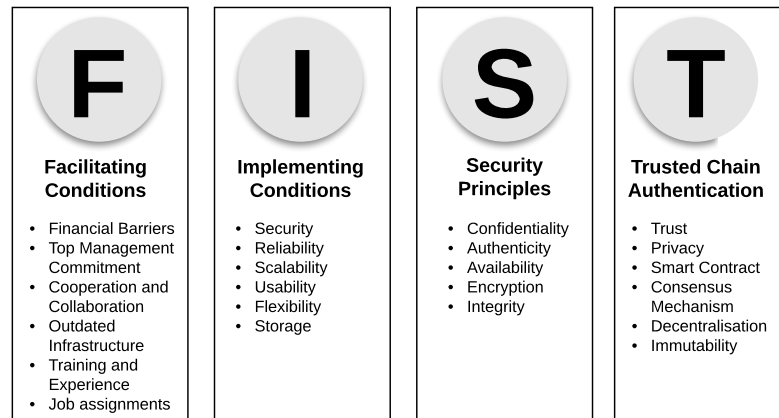 F
Facilitating
Conditions
• Financial Barriers
• Top Management
Commitment
• Cooperation and
Collaboration
• Outdated
Infrastructure
• Training and
Experience
• Job assignments
I
Implementing
Conditions
• Security
• Reliability
• Scalability
• Usability
• Flexibility
• Storage
S
Security
Principles
• Confidentiality
• Authenticity
• Availability
• Encryption
• Integrity
T
Trusted Chain
Authentication
• Trust
• Privacy
• Smart Contract
• Consensus
Mechanism
• Decentralisation
• Immutability